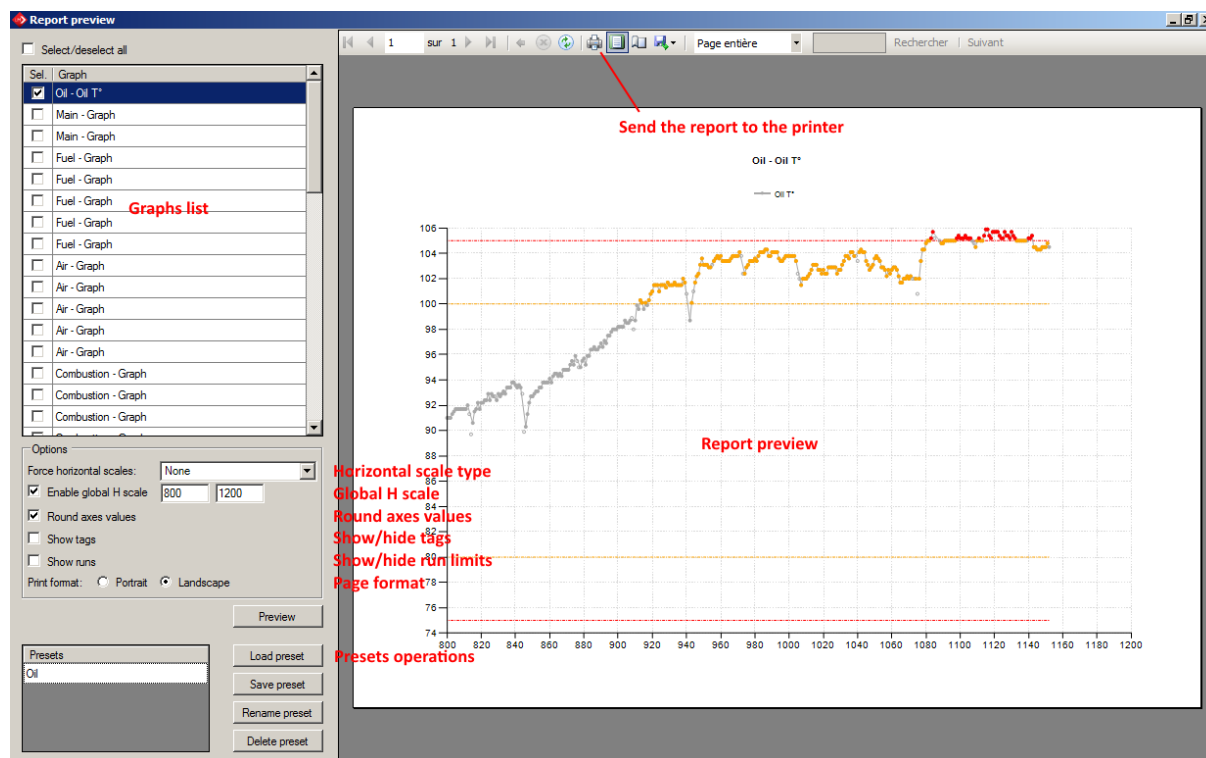 Report preview
Select/deselect all
Sel. Graph
Oil - Oil T°
Main - Graph
Main - Graph
Fuel - Graph
Fuel - Graph
Fuel - Graph
Fuel - Graph
Fuel - Graph
Air - Graph
Air - Graph
Air - Graph
Air - Graph
Air - Graph
Combustion - Graph
Combustion - Graph
Combustion - Graph
Graphs list
Options
Force horizontal scales: None
Enable global H scale 800 1200
Round axes values
Show tags
Show runs
Print format: Portrait Landscape
Preview
Presets
Oil
Load preset
Save preset
Rename preset
Delete preset
Horizontal scale type
Global H scale
Round axes values
Show/hide tags
Show/hide run limits
Page format
Presets operations
1 sur 1 Page entière Rechercher | Suivant
Send the report to the printer
Oil - Oil T°
Oil T°
106
104
102
100
98
96
94
92
90
88
86
84
82
80
78
76
74
Report preview
800 820 840 860 880 900 920 940 960 980 1000 1020 1040 1060 1080 1100 1120 1140 1160 1180 1200